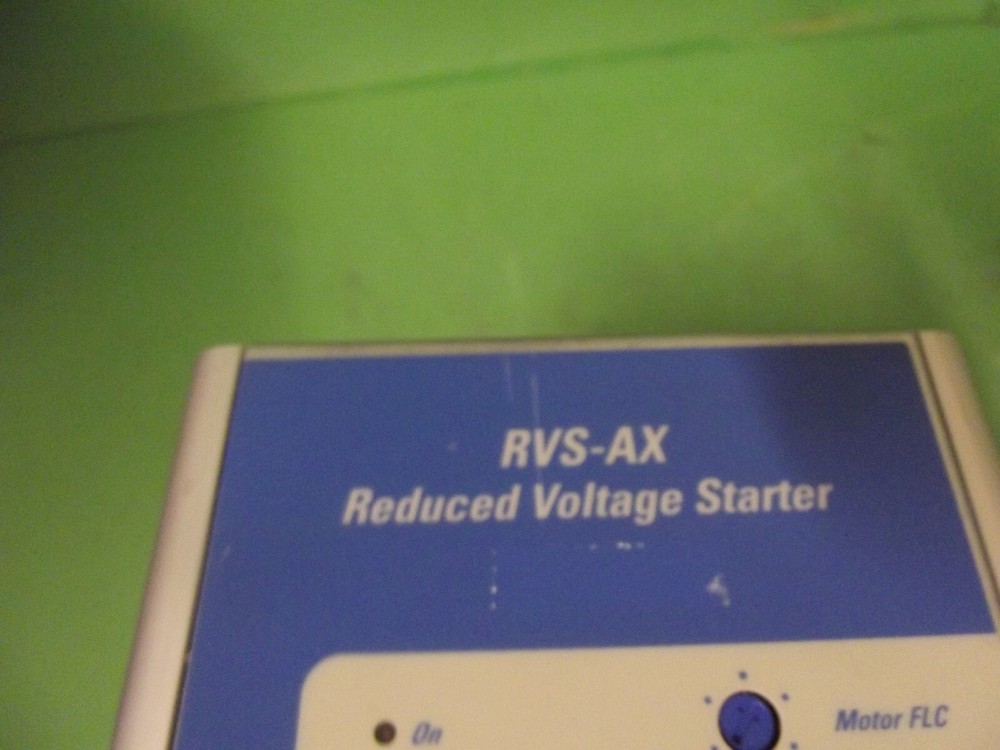 RVS-AX
Reduced Voltage Starter
On
Motor FLC